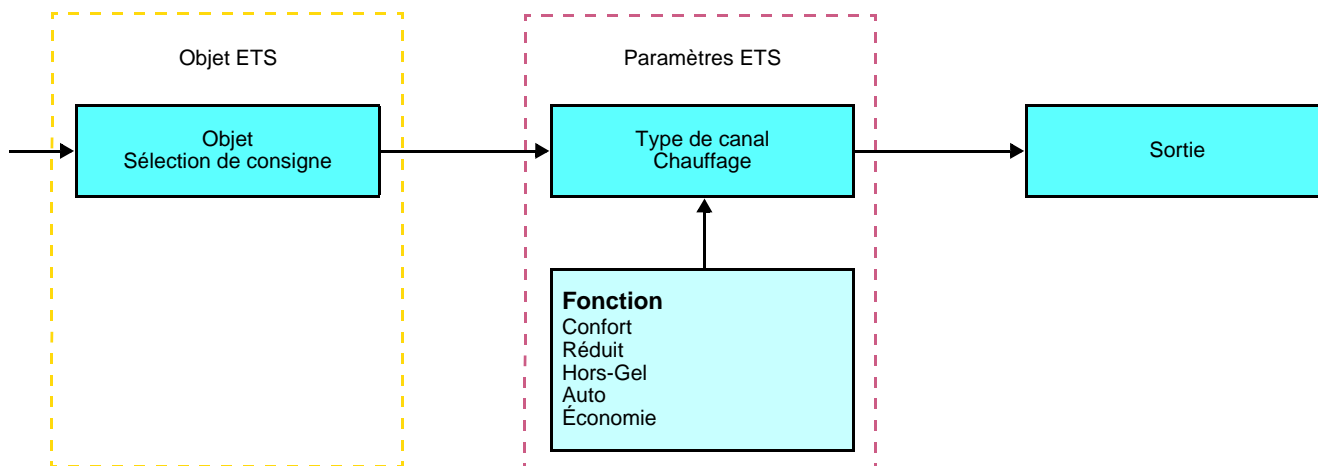 Objet ETS
Paramètres ETS
Objet
Sélection de consigne
Type de canal
Chauffage
Sortie
Fonction
Confort
Réduit
Hors-Gel
Auto
Économie